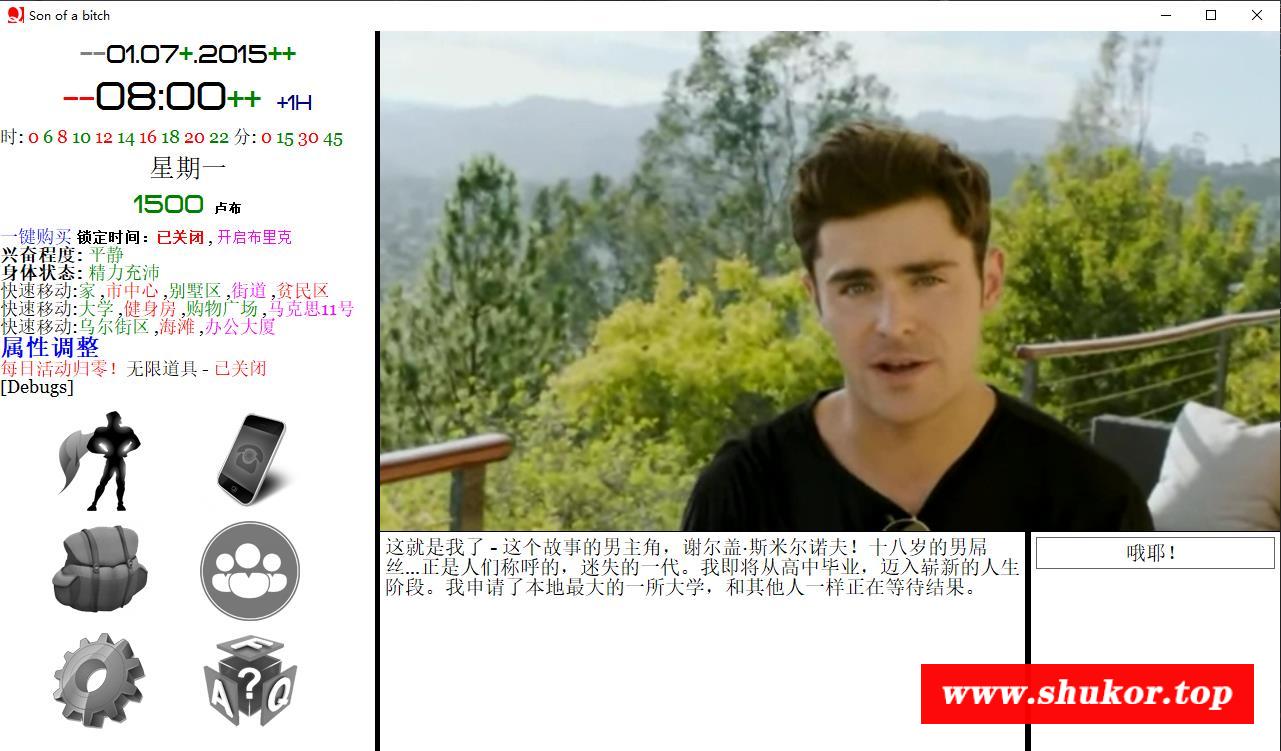 Son of a bitch
--01.07+.2015++
--08:00++ +1H
时: 0 6 8 10 12 14 16 18 20 22 分: 0 15 30 45
星期一
1500 卢布
一键购买 锁定时间：已关闭 , 开启布里克
兴奋程度: 平静
身体状态: 精力充沛
快速移动:家 ,市中心 ,别墅区 ,街道 ,贫民区
快速移动:大学 ,健身房 ,购物广场 ,马克思11号
快速移动:乌尔街区 ,海滩 ,办公大厦
属性调整
每日活动归零！无限道具 - 已关闭
[Debugs]
F
A ? Q
这就是我了 - 这个故事的男主角，谢尔盖·斯米尔诺夫！十八岁的男屌
丝...正是人们称呼的，迷失的一代。我即将从高中毕业，迈入崭新的人生
阶段。我申请了本地最大的一所大学，和其他人一样正在等待结果。
哦耶！
www.shukor.top